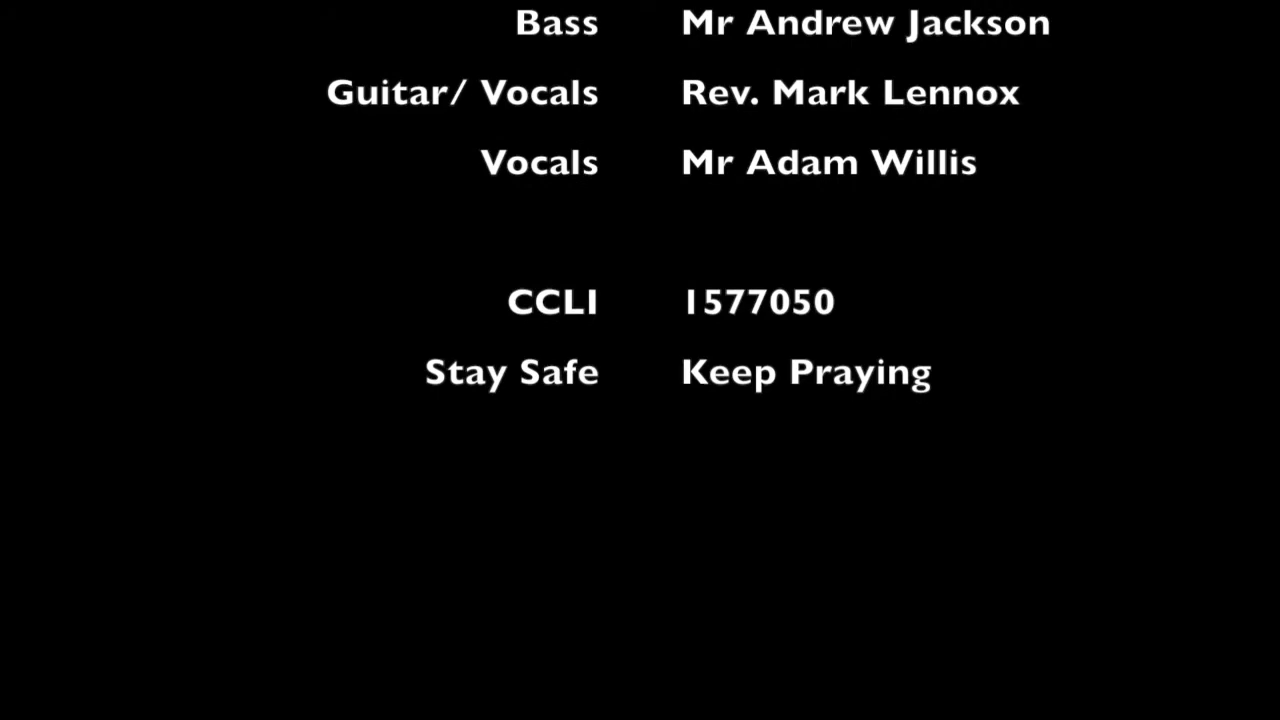 Bass Mr Andrew Jackson
Guitar/ Vocals Rev. Mark Lennox
Vocals Mr Adam Willis
CCLI 1577050
Stay Safe Keep Praying